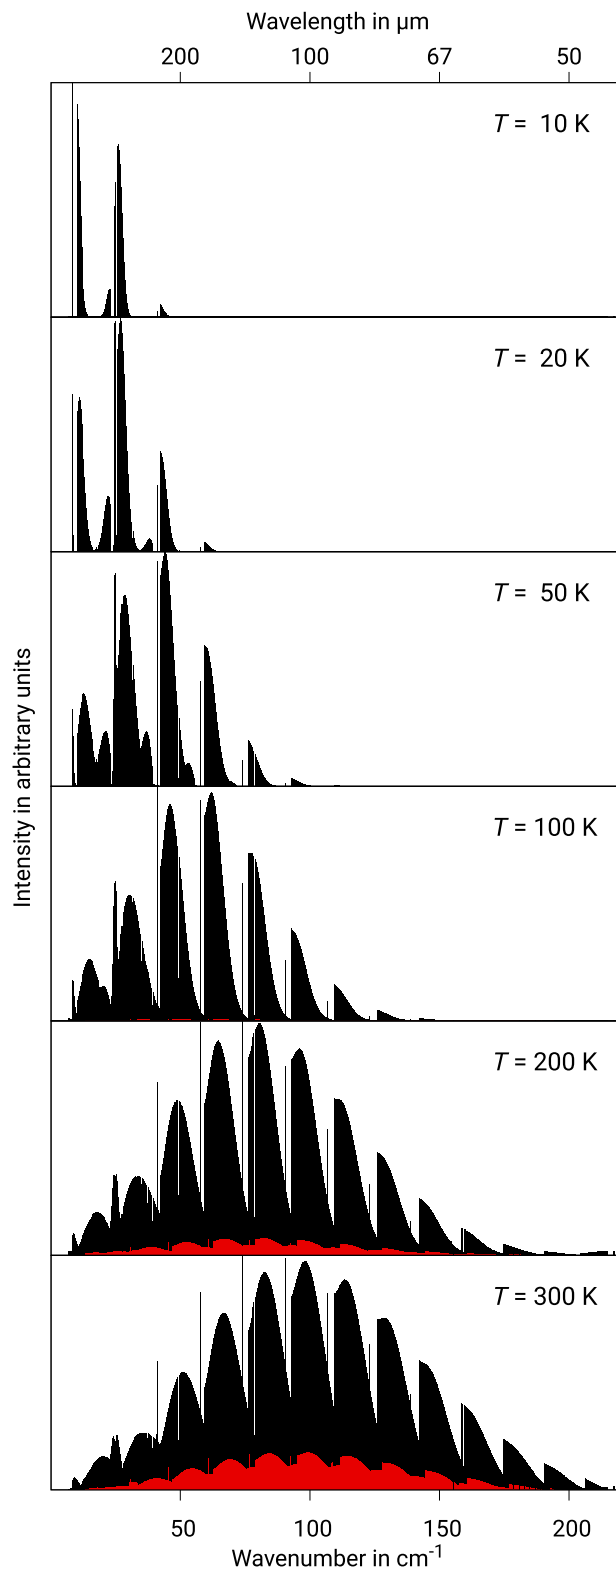 Wavelength in µm
200 100 67 50
T = 10 K
T = 20 K
T = 50 K
Intensity in arbitrary units
T = 100 K
T = 200 K
T = 300 K
50 100 150 200
Wavenumber in cm⁻¹